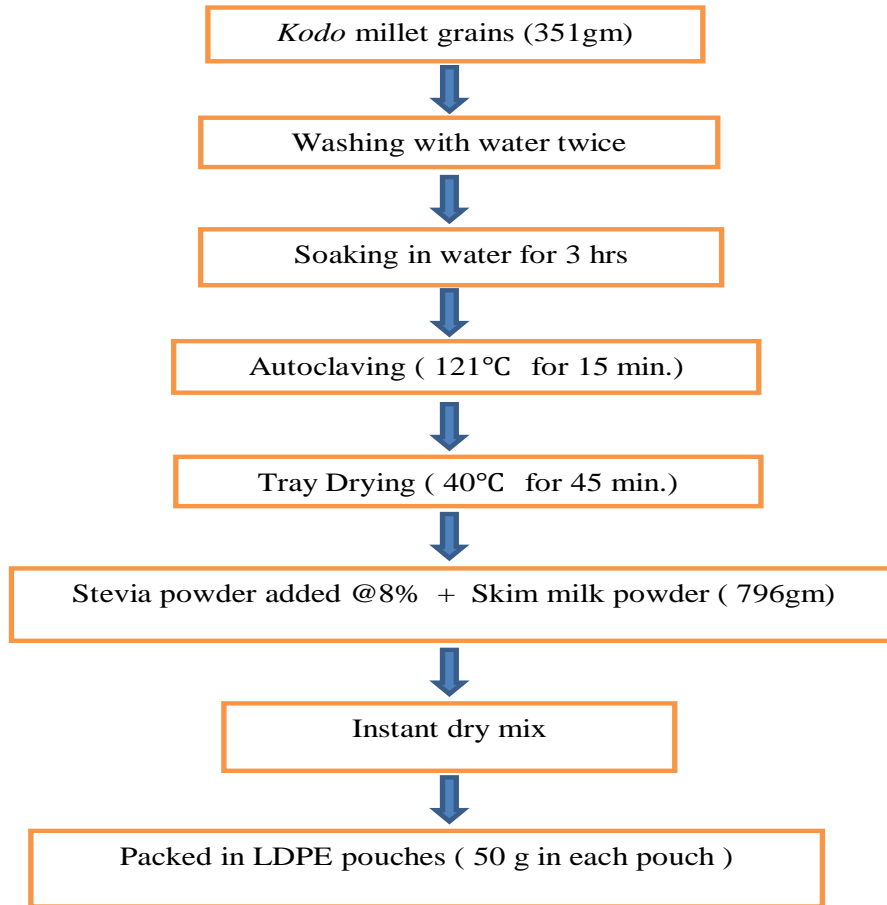 Kodo millet grains (351gm)
Washing with water twice
Soaking in water for 3 hrs
Autoclaving ( 121°C for 15 min.)
Tray Drying ( 40°C for 45 min.)
Stevia powder added @8% + Skim milk powder ( 796gm)
Instant dry mix
Packed in LDPE pouches ( 50 g in each pouch )